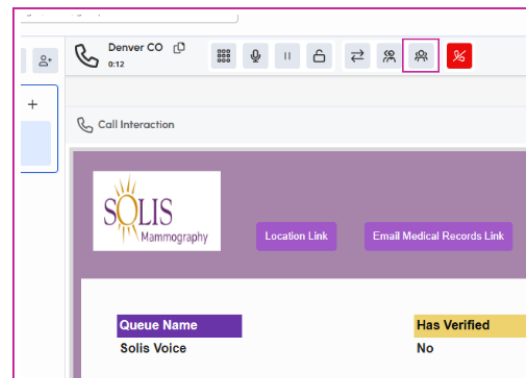 Denver CO
0:12
Call Interaction
SOLIS
Mammography
Location Link
Email Medical Records Link
Queue Name
Has Verified
Solis Voice
No